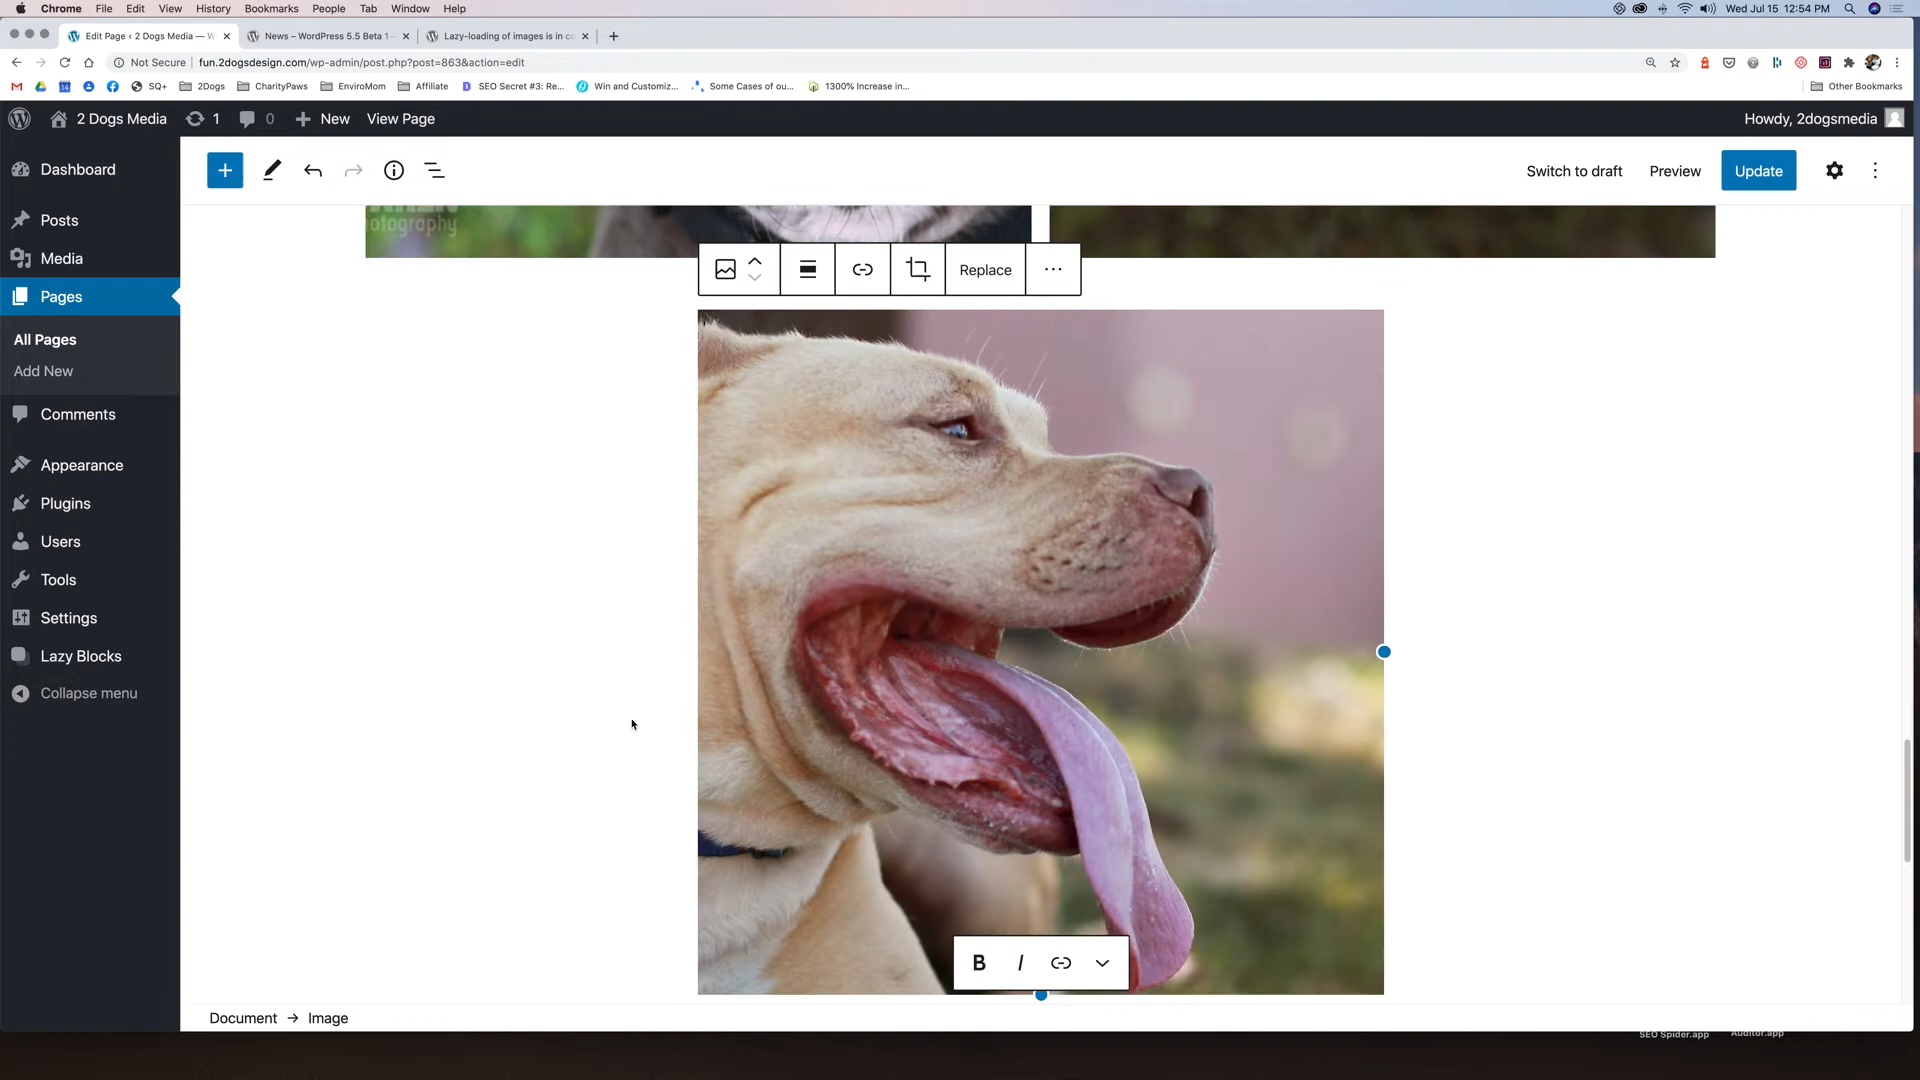 Chrome File Edit View History Bookmarks People Tab Window Help
Wed Jul 15 12:54 PM
Edit Page ‹ 2 Dogs Media — W
News – WordPress 5.5 Beta 1 –
Lazy-loading of images is in co
Not Secure fun.2dogsdesign.com/wp-admin/post.php?post=863&action=edit
SQ+ 2Dogs CharityPaws EnviroMom Affiliate SEO Secret #3: Re... Win and Customiz... Some Cases of ou... 1300% Increase in... Other Bookmarks
2 Dogs Media 1 0 New View Page Howdy, 2dogsmedia
Dashboard
Posts
Media
Pages
All Pages
Add New
Comments
Appearance
Plugins
Users
Tools
Settings
Lazy Blocks
Collapse menu
Switch to draft Preview Update
otography
Replace
B I
Document → Image
SEO Spider.app Auditor.app